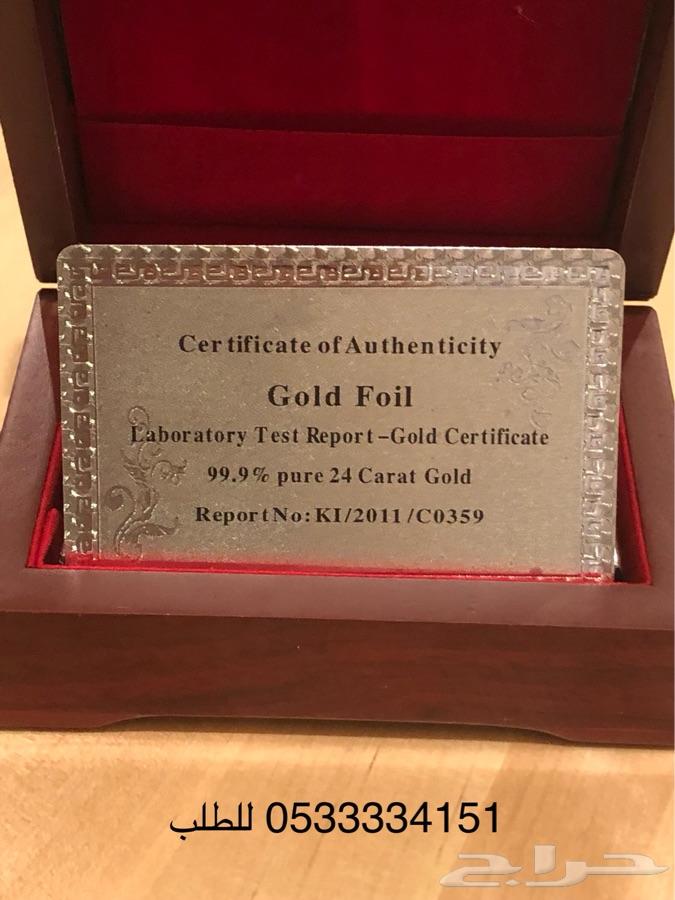 Certificate of Authenticity
Gold Foil
Laboratory Test Report-Gold Certificate
99.9% pure 24 Carat Gold
Report No: KI/2011/C0359
0533334151 للطلب
حراج